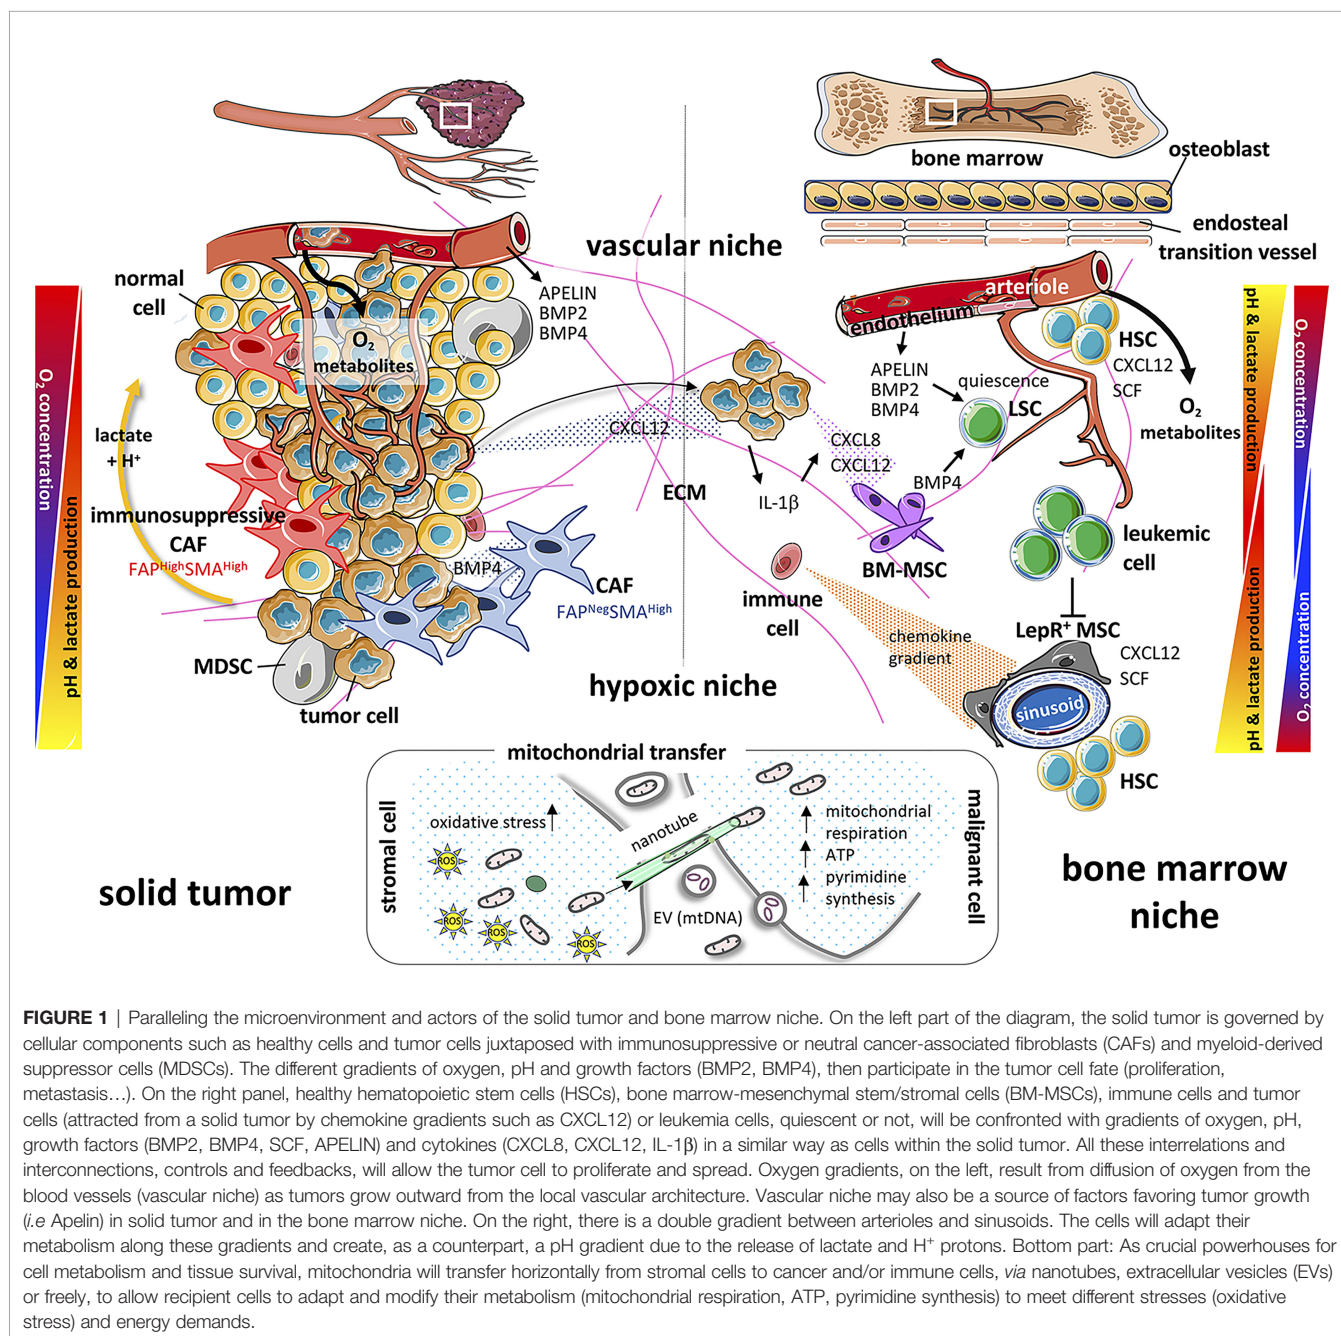 bone marrow
osteoblast
endosteal
transition vessel
vascular niche
normal
cell
APELIN
BMP2
BMP4
O₂
metabolites
O₂ concentration
pH & lactate production
lactate
+ H⁺
immunosuppressive
CAF
FAPHighSMAHigh
BMP4
CAF
FAPNegSMAHigh
MDSC
tumor cell
CXCL12
ECM
IL-1β
CXCL8
CXCL12
BM-MSC
immune
cell
chemokine
gradient
hypoxic niche
arteriole
endothelium
APELIN
BMP2
BMP4
quiescence
LSC
BMP4
HSC
CXCL12
SCF
O₂
metabolites
leukemic
cell
LepR⁺ MSC
CXCL12
SCF
sinusoid
HSC
pH & lactate production
O₂ concentration
pH & lactate production
O₂ concentration
solid tumor
bone marrow
niche
mitochondrial transfer
stromal cell
oxidative stress
ROS
ROS
ROS
ROS
nanotube
EV (mtDNA)
mitochondrial
respiration
ATP
pyrimidine
synthesis
malignant cell
FIGURE 1 | Paralleling the microenvironment and actors of the solid tumor and bone marrow niche. On the left part of the diagram, the solid tumor is governed by
cellular components such as healthy cells and tumor cells juxtaposed with immunosuppressive or neutral cancer-associated fibroblasts (CAFs) and myeloid-derived
suppressor cells (MDSCs). The different gradients of oxygen, pH and growth factors (BMP2, BMP4), then participate in the tumor cell fate (proliferation,
metastasis…). On the right panel, healthy hematopoietic stem cells (HSCs), bone marrow-mesenchymal stem/stromal cells (BM-MSCs), immune cells and tumor
cells (attracted from a solid tumor by chemokine gradients such as CXCL12) or leukemia cells, quiescent or not, will be confronted with gradients of oxygen, pH,
growth factors (BMP2, BMP4, SCF, APELIN) and cytokines (CXCL8, CXCL12, IL-1β) in a similar way as cells within the solid tumor. All these interrelations and
interconnections, controls and feedbacks, will allow the tumor cell to proliferate and spread. Oxygen gradients, on the left, result from diffusion of oxygen from the
blood vessels (vascular niche) as tumors grow outward from the local vascular architecture. Vascular niche may also be a source of factors favoring tumor growth
(i.e Apelin) in solid tumor and in the bone marrow niche. On the right, there is a double gradient between arterioles and sinusoids. The cells will adapt their
metabolism along these gradients and create, as a counterpart, a pH gradient due to the release of lactate and H⁺ protons. Bottom part: As crucial powerhouses for
cell metabolism and tissue survival, mitochondria will transfer horizontally from stromal cells to cancer and/or immune cells, via nanotubes, extracellular vesicles (EVs)
or freely, to allow recipient cells to adapt and modify their metabolism (mitochondrial respiration, ATP, pyrimidine synthesis) to meet different stresses (oxidative
stress) and energy demands.